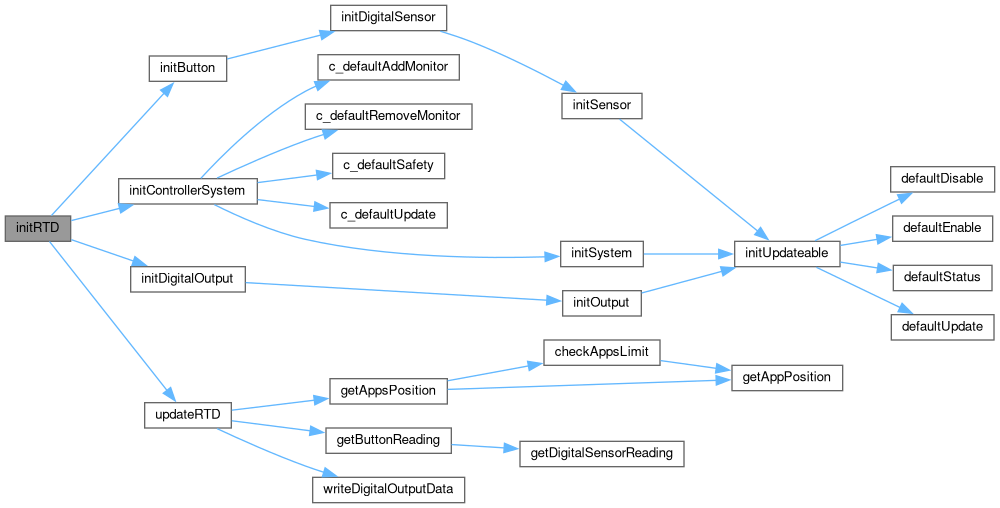 initRTD
initButton
initDigitalSensor
initSensor
initUpdateable
defaultDisable
defaultEnable
defaultStatus
defaultUpdate
initControllerSystem
c_defaultAddMonitor
c_defaultRemoveMonitor
c_defaultSafety
c_defaultUpdate
initSystem
initDigitalOutput
initOutput
updateRTD
getAppsPosition
checkAppsLimit
getAppPosition
getButtonReading
getDigitalSensorReading
writeDigitalOutputData